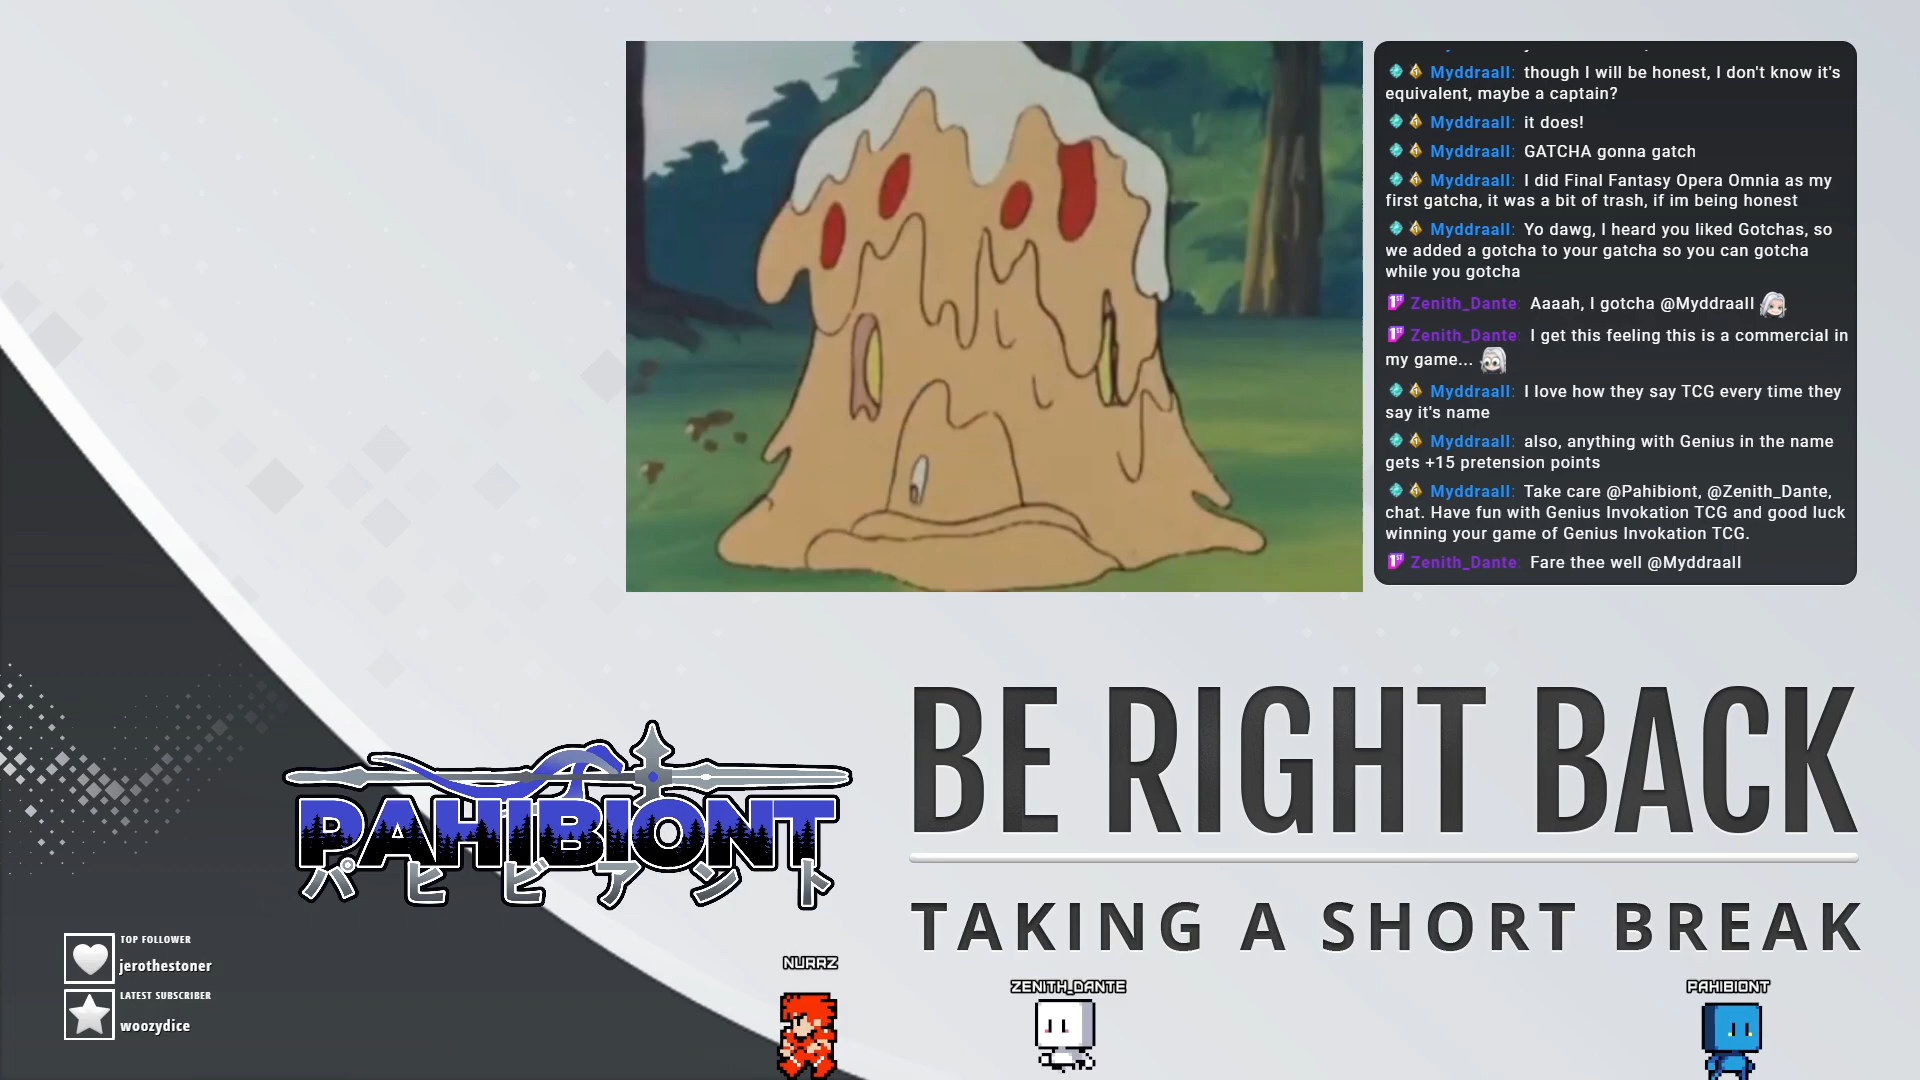 Myddraall: though I will be honest, I don't know it's
equivalent, maybe a captain?
Myddraall: it does!
Myddraall: GATCHA gonna gatch
Myddraall: I did Final Fantasy Opera Omnia as my
first gatcha, it was a bit of trash, if im being honest
Myddraall: Yo dawg, I heard you liked Gotchas, so
we added a gotcha to your gatcha so you can gotcha
while you gotcha
1ST Zenith_Dante: Aaaah, I gotcha @Myddraall
1ST Zenith_Dante: I get this feeling this is a commercial in
my game...
Myddraall: I love how they say TCG every time they
say it's name
Myddraall: also, anything with Genius in the name
gets +15 pretension points
Myddraall: Take care @Pahibiont, @Zenith_Dante,
chat. Have fun with Genius Invokation TCG and good luck
winning your game of Genius Invokation TCG.
1ST Zenith_Dante: Fare thee well @Myddraall
BE RIGHT BACK
TAKING A SHORT BREAK
PAHIBIONT
パヒビアント
TOP FOLLOWER
jerothestoner
LATEST SUBSCRIBER
woozydice
NURRZ
ZENITH_DANTE
PAHIBIONT